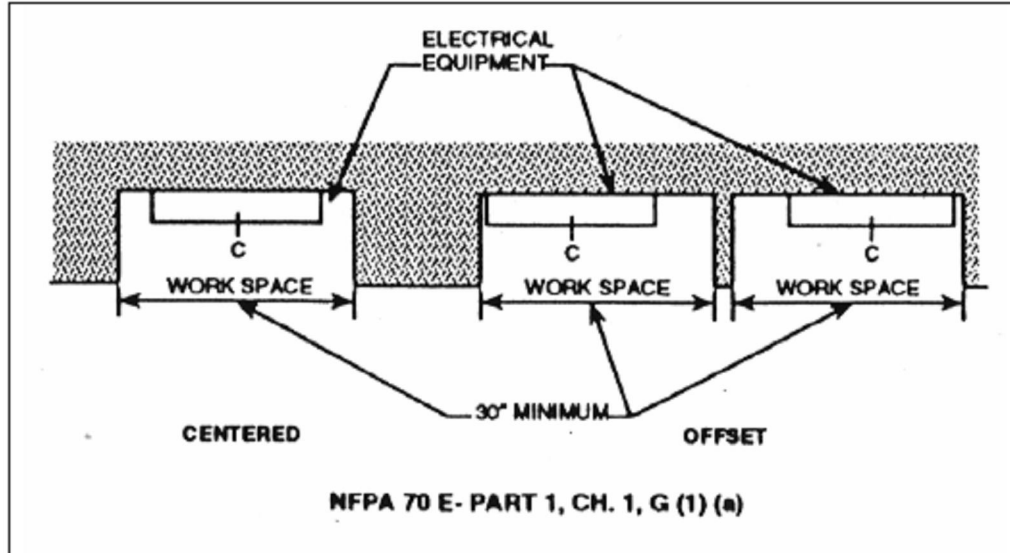 ELECTRICAL
EQUIPMENT
C
C
C
WORK SPACE
WORK SPACE
WORK SPACE
30" MINIMUM
CENTERED
OFFSET
NFPA 70 E- PART 1, CH. 1, G (1) (a)